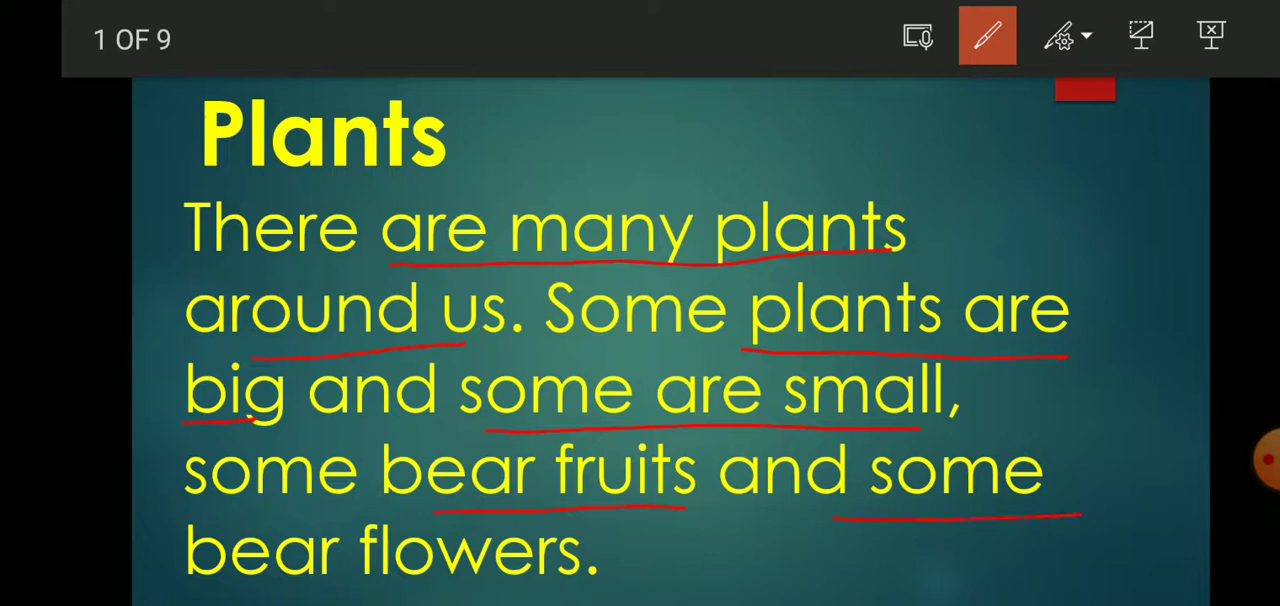 1 OF 9
Plants
There are many plants
around us. Some plants are
big and some are small,
some bear fruits and some
bear flowers.